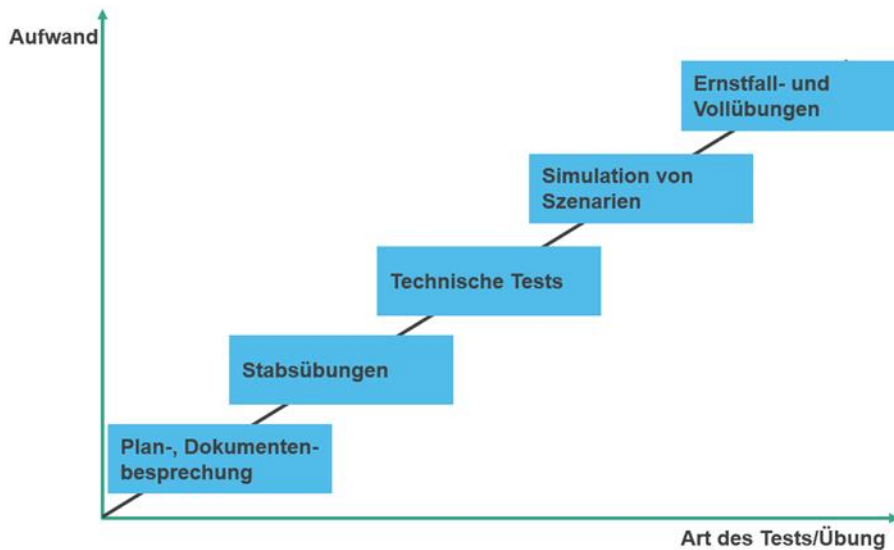 Aufwand
Ernstfall- und
Vollübungen
Simulation von
Szenarien
Technische Tests
Stabsübungen
Plan-, Dokumenten-
besprechung
Art des Tests/Übung